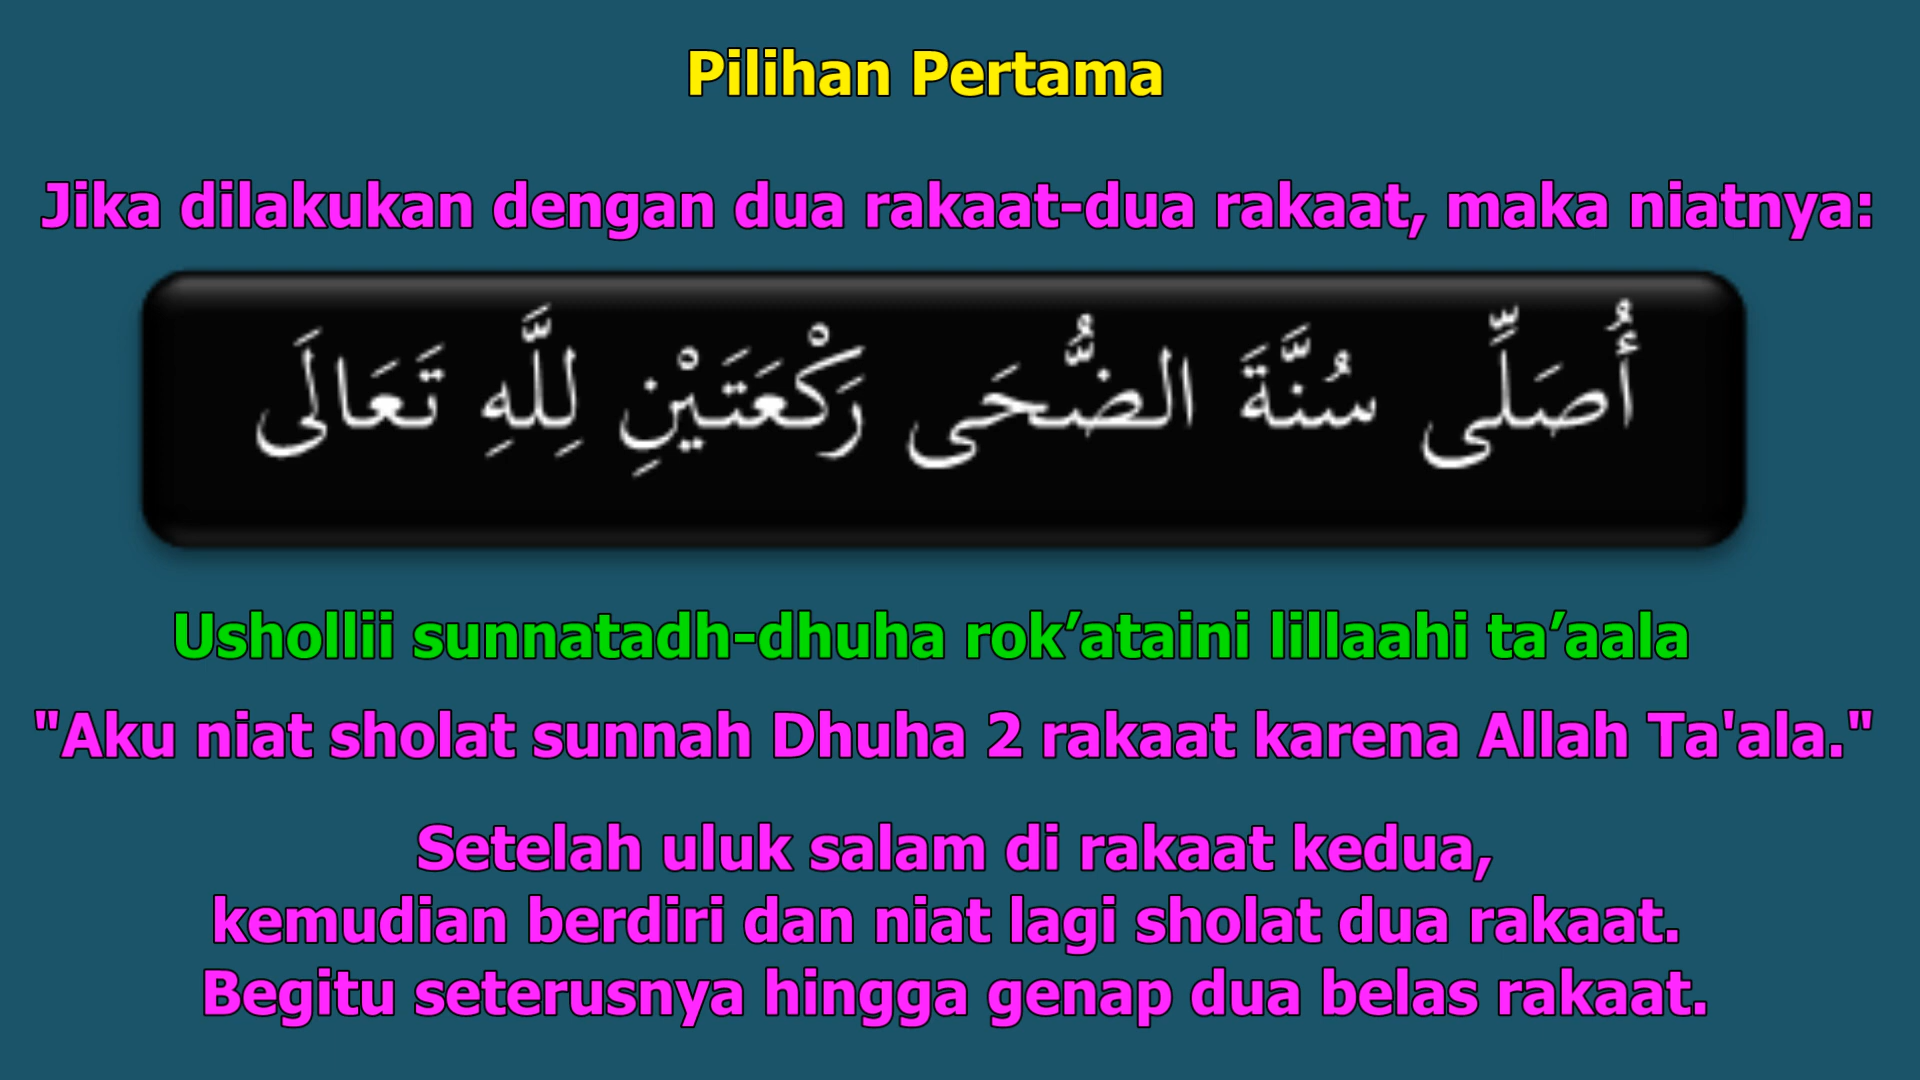 Pilihan Pertama
Jika dilakukan dengan dua rakaat-dua rakaat, maka niatnya:
أُصَلِّى سُنَّةَ الضُّحَى رَكْعَتَيْنِ لِلَّهِ تَعَالَى
Ushollii sunnatadh-dhuha rok’ataini lillaahi ta’aala
"Aku niat sholat sunnah Dhuha 2 rakaat karena Allah Ta'ala."
Setelah uluk salam di rakaat kedua,
kemudian berdiri dan niat lagi sholat dua rakaat.
Begitu seterusnya hingga genap dua belas rakaat.